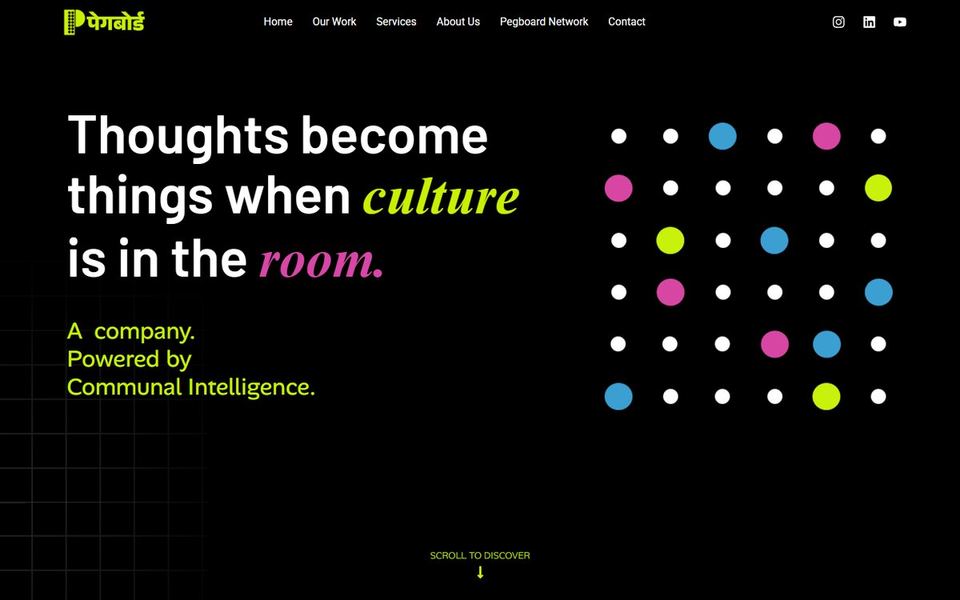 पेगबोर्ड
Home Our Work Services About Us Pegboard Network Contact
Thoughts become
things when culture
is in the room.
A company.
Powered by
Communal Intelligence.
SCROLL TO DISCOVER